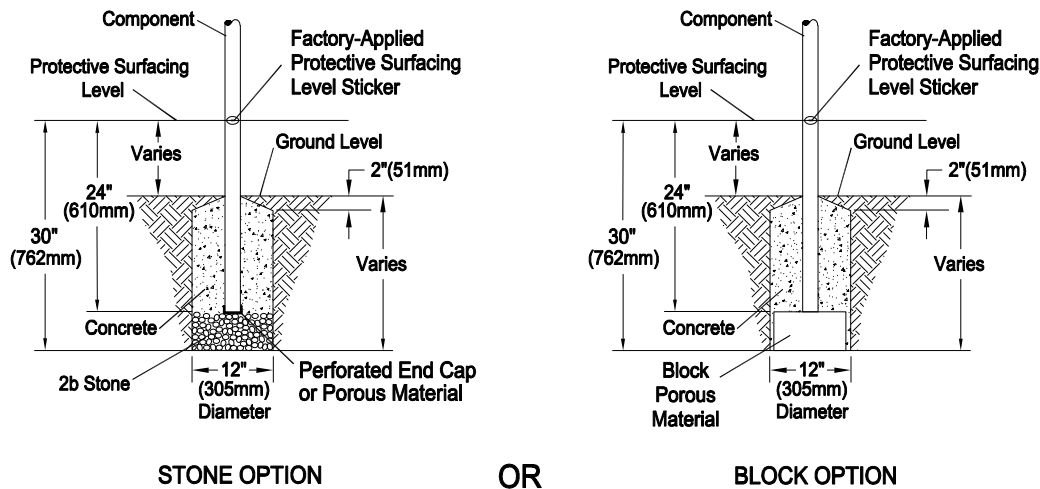 Component
Factory-Applied
Protective Surfacing
Level Sticker
Protective Surfacing
Level
Ground Level
Varies
2"(51mm)
24"
(610mm)
30"
(762mm)
Varies
Concrete
2b Stone
12"
(305mm)
Diameter
Perforated End Cap
or Porous Material
STONE OPTION
OR
Component
Factory-Applied
Protective Surfacing
Level Sticker
Protective Surfacing
Level
Ground Level
Varies
2"(51mm)
24"
(610mm)
30"
(762mm)
Varies
Concrete
Block
Porous
Material
12"
(305mm)
Diameter
BLOCK OPTION